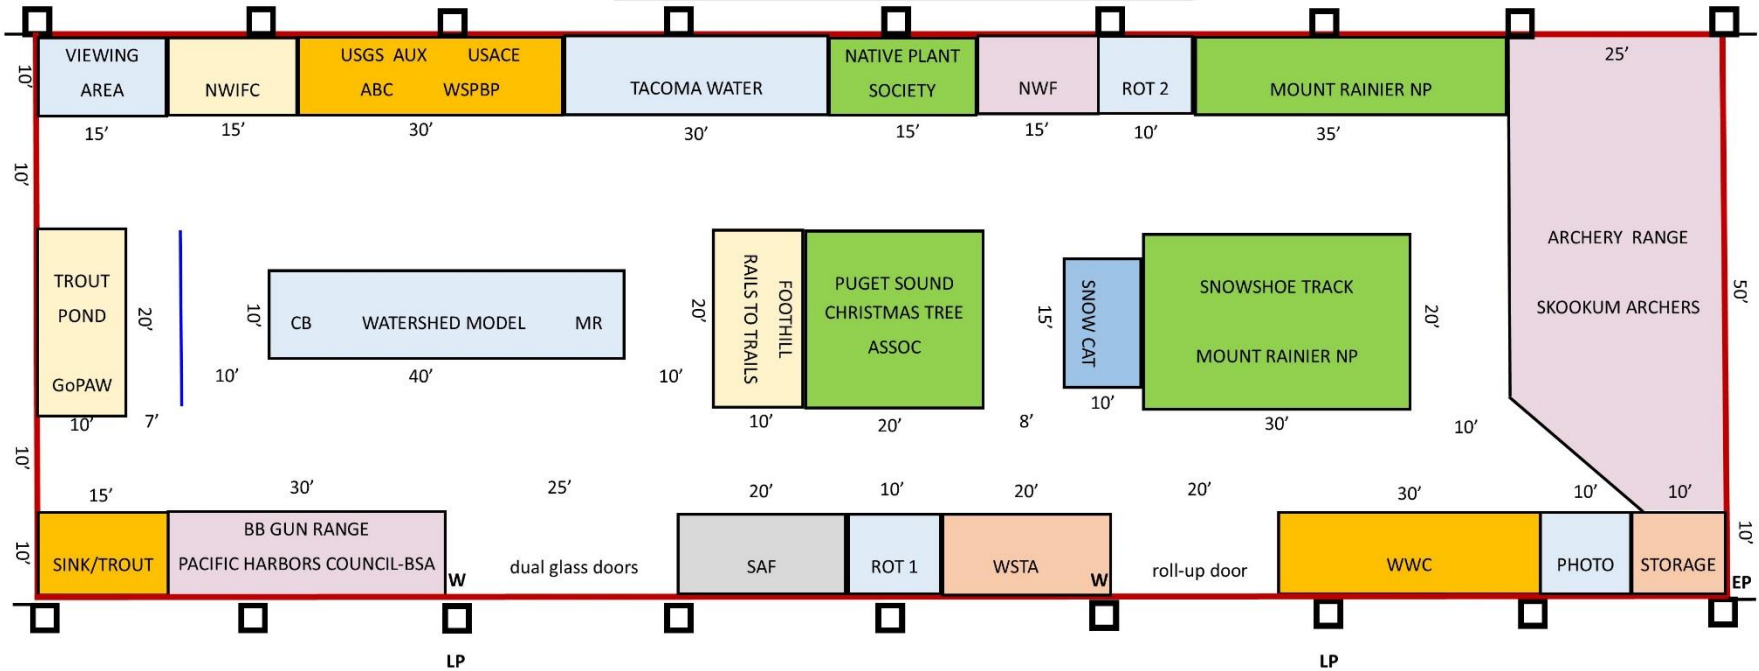 VIEWING
AREA
NWIFC
USGS AUX USACE
ABC WSPBP
TACOMA WATER
NATIVE PLANT
SOCIETY
NWF
ROT 2
MOUNT RAINIER NP
25'
10'
15'
15'
30'
30'
15'
15'
10'
35'
10'
TROUT
POND
GoPAW
20'
10'
7'
10'
10'
CB WATERSHED MODEL MR
40'
10'
20'
FOOTHILL
RAILS TO TRAILS
10'
PUGET SOUND
CHRISTMAS TREE
ASSOC
20'
8'
15'
SNOW CAT
10'
SNOWSHOE TRACK
MOUNT RAINIER NP
20'
30'
10'
ARCHERY RANGE
SKOOKUM ARCHERS
50'
10'
15'
30'
25'
20'
10'
20'
20'
30'
10'
10'
10'
SINK/TROUT
BB GUN RANGE
PACIFIC HARBORS COUNCIL-BSA
W
dual glass doors
SAF
ROT 1
WSTA
W
roll-up door
WWC
PHOTO
STORAGE
10'
EP
LP
LP